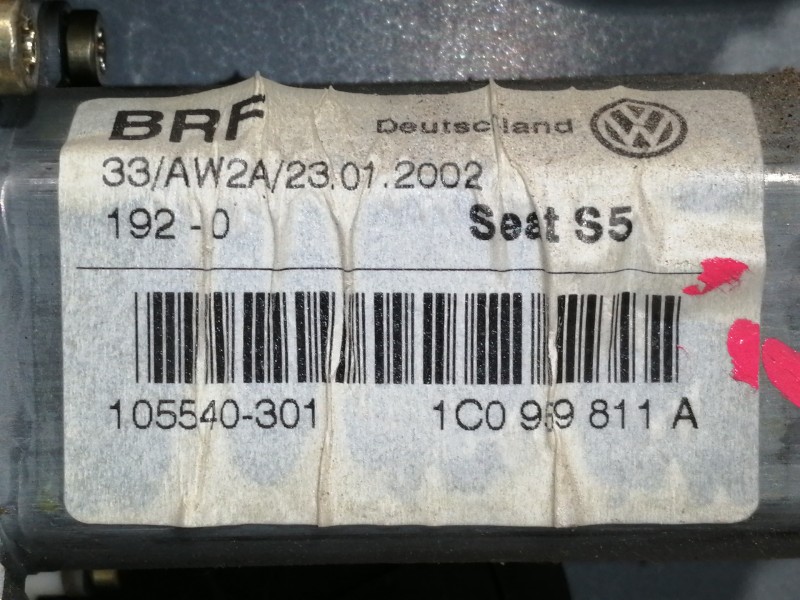 BRF Deutschland
33/AW2A/23.01.2002
192 - 0 Seat S5
105540-301 1C0 959 811 A